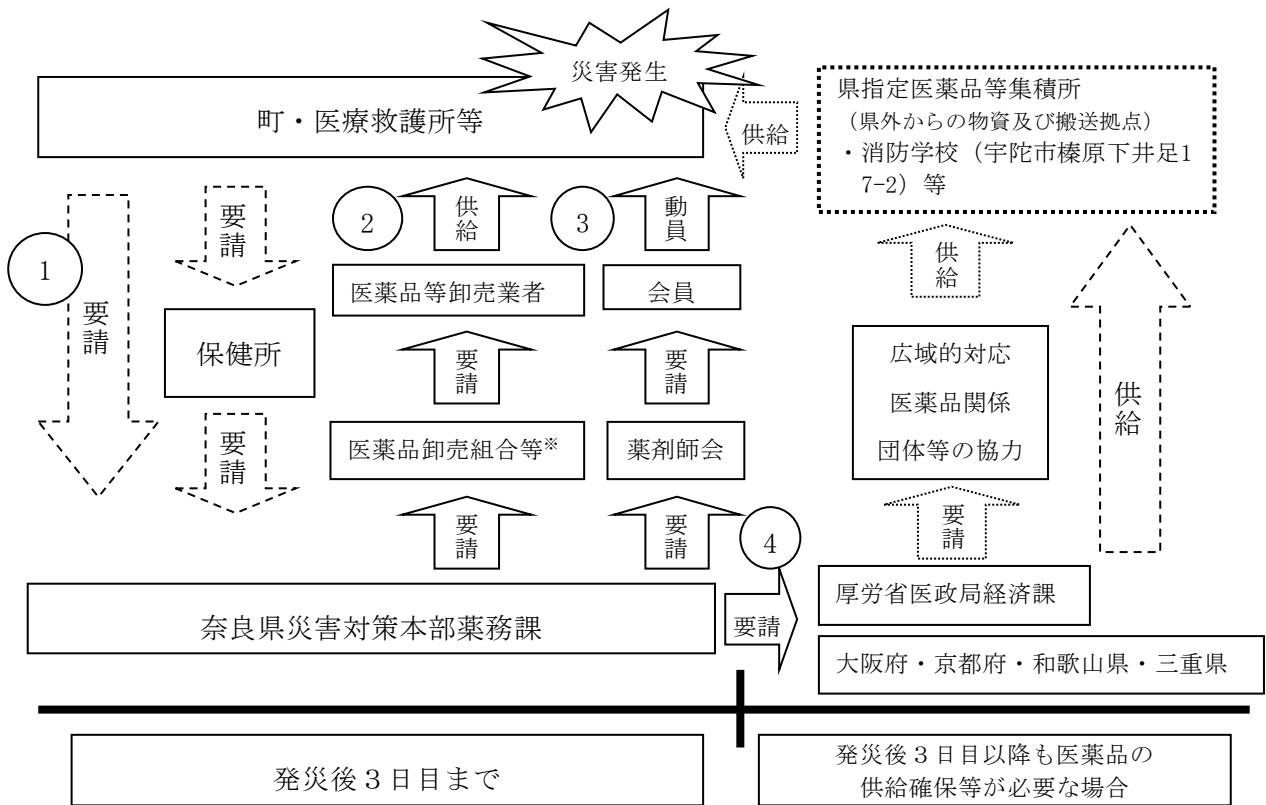 災害発生
町・医療救護所等
供給
県指定医薬品等集積所
（県外からの物資及び搬送拠点）
・消防学校（宇陀市榛原下井足1
7-2）等
1
要請
要請
2
供給
3
動員
保健所
医薬品等卸売業者
会員
供給
要請
要請
広域的対応
医薬品関係
団体等の協力
供給
要請
医薬品卸売組合等※
薬剤師会
要請
要請
4
要請
要請
奈良県災害対策本部薬務課
厚労省医政局経済課
大阪府・京都府・和歌山県・三重県
発災後３日目まで
発災後３日目以降も医薬品の
供給確保等が必要な場合